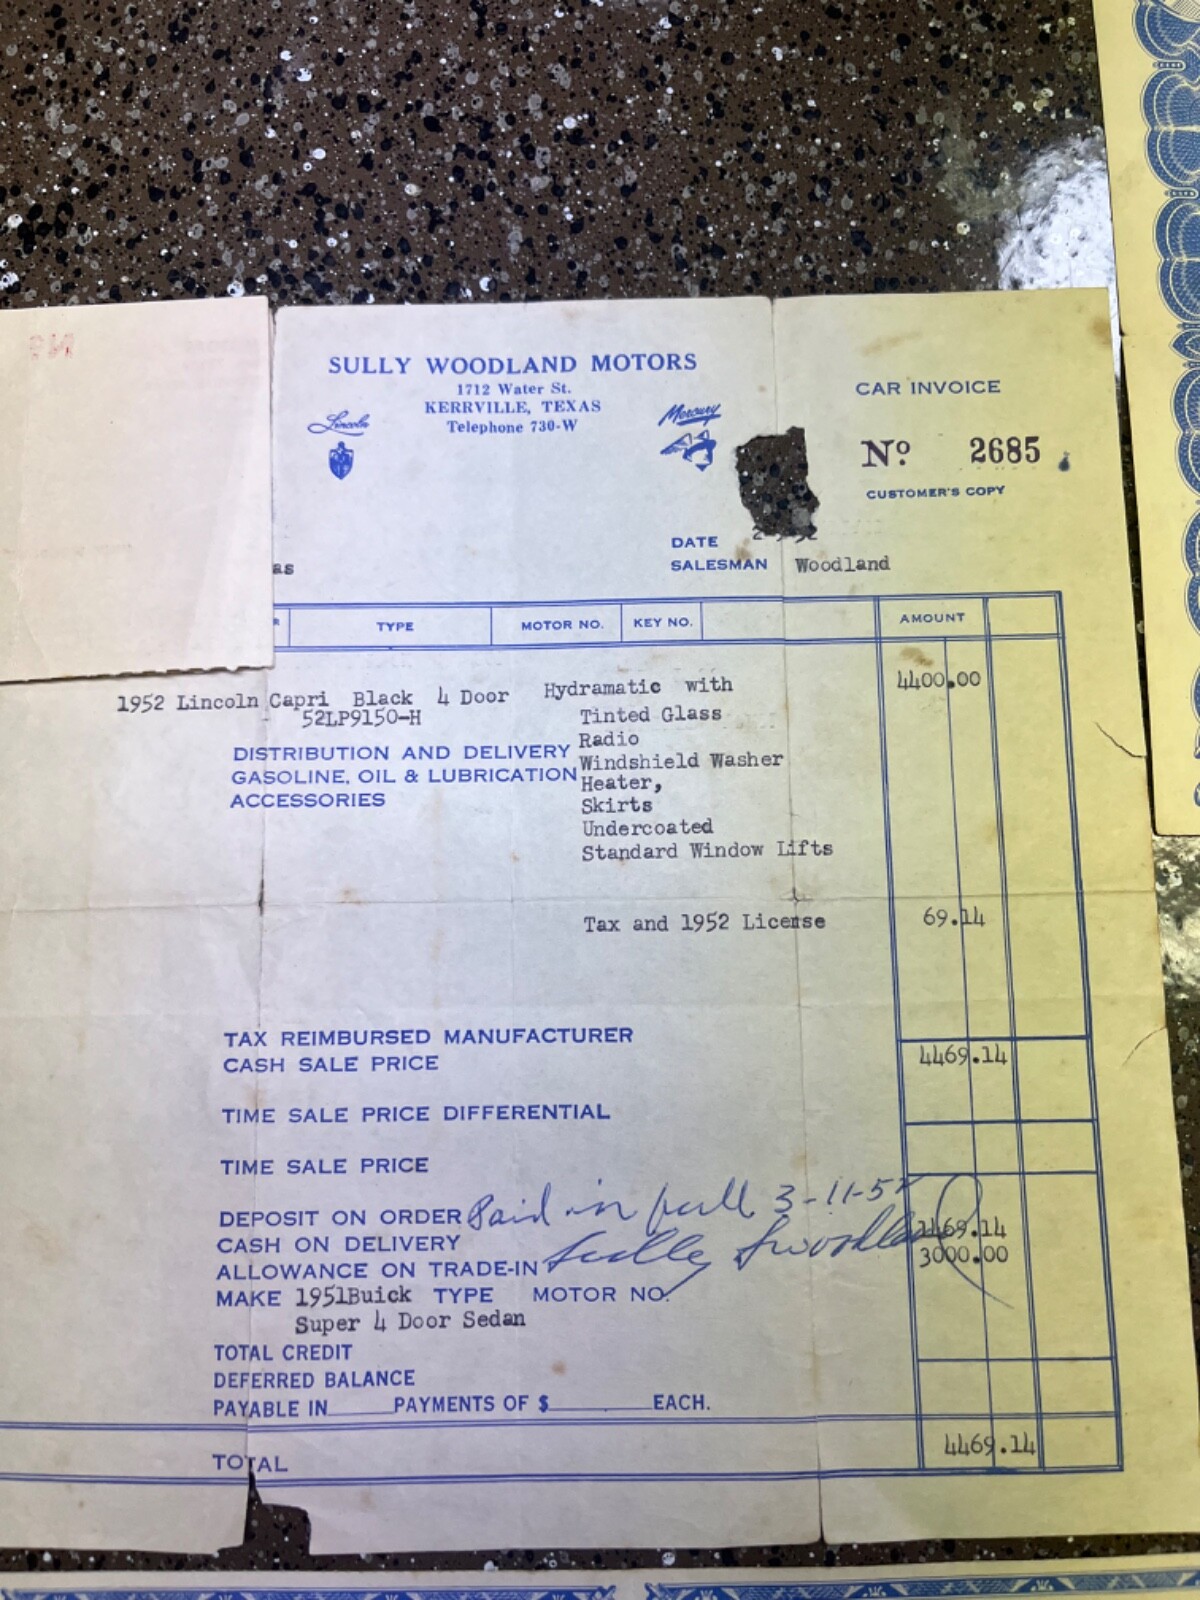 Nº
SULLY WOODLAND MOTORS
1712 Water St.
KERRVILLE, TEXAS
Telephone 730-W
Lincoln
Mercury
CAR INVOICE
Nº 2685
CUSTOMER'S COPY
DATE
as
SALESMAN Woodland
TYPE MOTOR NO. KEY NO. AMOUNT
1952 Lincoln Capri Black 4 Door Hydramatic with 4400.00
52LP9150-H Tinted Glass
Radio
DISTRIBUTION AND DELIVERY Windshield Washer
GASOLINE, OIL & LUBRICATION Heater,
ACCESSORIES Skirts
Undercoated
Standard Window Lifts
Tax and 1952 License 69.14
TAX REIMBURSED MANUFACTURER
CASH SALE PRICE 4469.14
TIME SALE PRICE DIFFERENTIAL
TIME SALE PRICE
DEPOSIT ON ORDER Paid in full 3-11-52
CASH ON DELIVERY 1469.14
ALLOWANCE ON TRADE-IN Sully Woodland 3000.00
MAKE 1951Buick TYPE MOTOR NO.
Super 4 Door Sedan
TOTAL CREDIT
DEFERRED BALANCE
PAYABLE IN PAYMENTS OF $ EACH.
TOTAL 4469.14